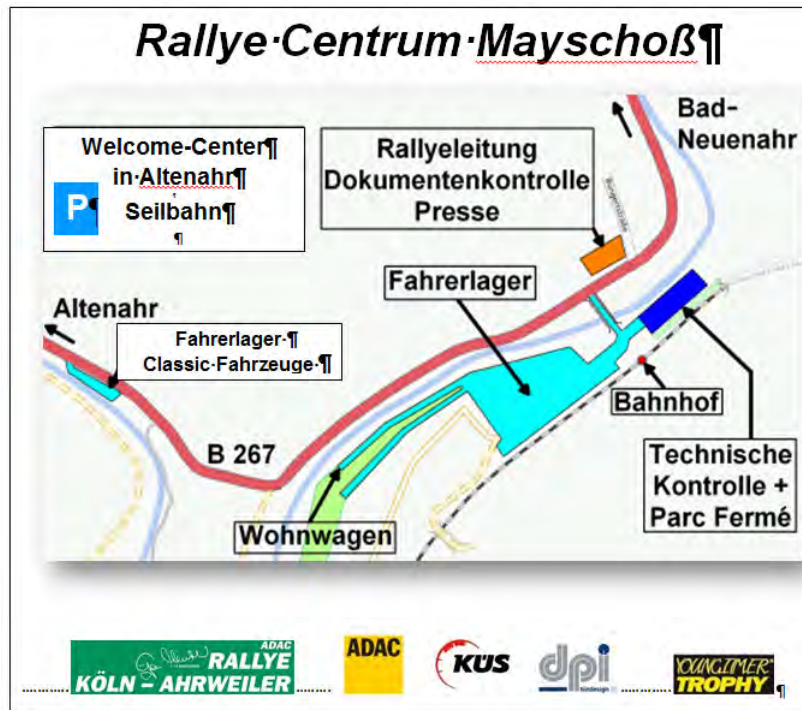 Rallye·Centrum·Mayschoß¶
Welcome-Center¶
in·Altenahr¶
P¶
Seilbahn¶
¶
Rallyeleitung
Dokumentenkontrolle
Presse
Bad-
Neuenahr
Fahrerlager
Altenahr
Fahrerlager·¶
Classic·Fahrzeuge·¶
B 267
Bahnhof
Wohnwagen
Technische
Kontrolle +
Parc Fermé
ADAC
RALLYE
KÖLN – AHRWEILER
ADAC
KÜS
dpi
YOUNGTIMER
TROPHY ¶